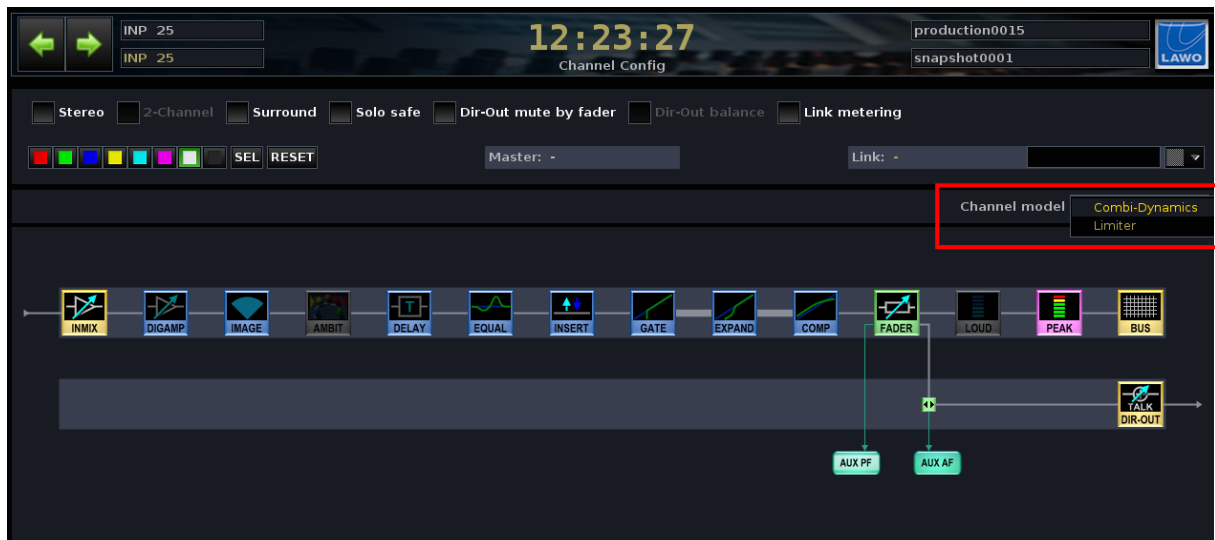 INP 25
INP 25
12:23:27
Channel Config
production0015
snapshot0001
LAWO
Stereo 2-Channel Surround Solo safe Dir-Out mute by fader Dir-Out balance Link metering
SEL RESET Master: - Link: -
Channel model Combi-Dynamics
Limiter
INMIX DIGAMP IMAGE AMBIT T DELAY EQUAL INSERT GATE EXPAND COMP FADER LOUD PEAK BUS
TALK
DIR-OUT
AUX PF AUX AF